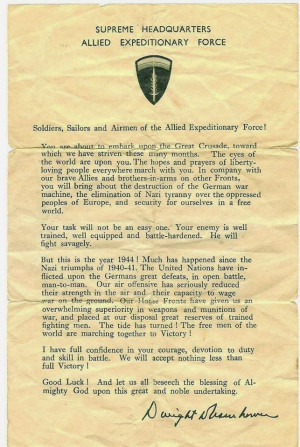 SUPREME HEADQUARTERS
ALLIED EXPEDITIONARY FORCE
Soldiers, Sailors and Airmen of the Allied Expeditionary Force!
You are about to embark upon the Great Crusade, toward
which we have striven these many months. The eyes of
the world are upon you. The hopes and prayers of liberty-
loving people everywhere march with you. In company with
our brave Allies and brothers-in-arms on other Fronts,
you will bring about the destruction of the German war
machine, the elimination of Nazi tyranny over the oppressed
peoples of Europe, and security for ourselves in a free
world.
Your task will not be an easy one. Your enemy is well
trained, well equipped and battle-hardened. He will
fight savagely.
But this is the year 1944! Much has happened since the
Nazi triumphs of 1940-41. The United Nations have in-
flicted upon the Germans great defeats, in open battle,
man-to-man. Our air offensive has seriously reduced
their strength in the air and their capacity to wage
war on the ground. Our Home Fronts have given us an
overwhelming superiority in weapons and munitions of
war, and placed at our disposal great reserves of trained
fighting men. The tide has turned! The free men of the
world are marching together to Victory!
I have full confidence in your courage, devotion to duty
and skill in battle. We will accept nothing less than
full Victory!
Good Luck! And let us all beseech the blessing of Al-
mighty God upon this great and noble undertaking.
Dwight D Eisenhower